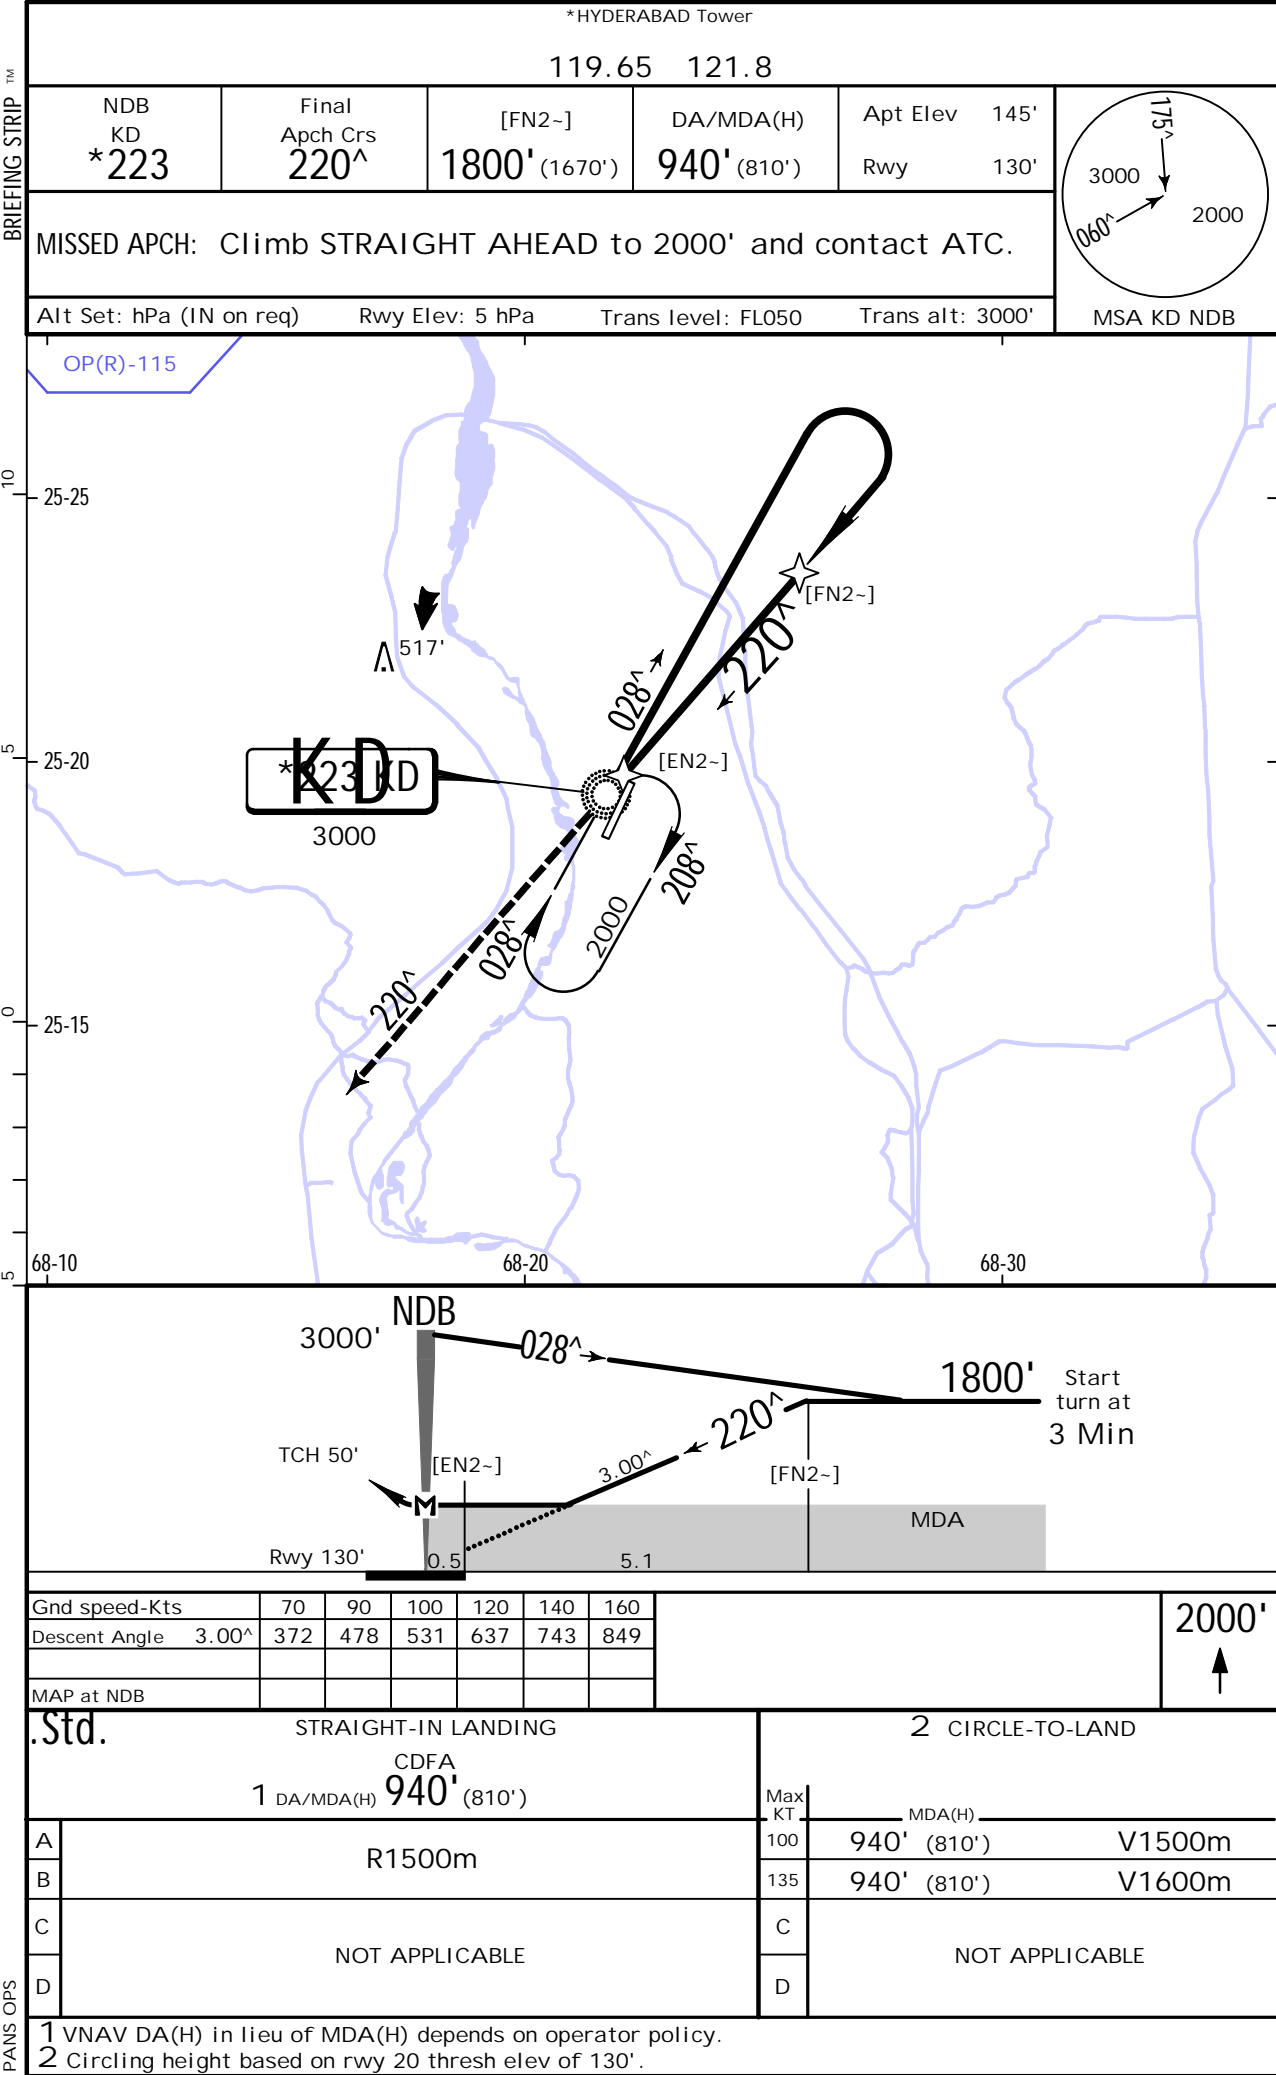 *HYDERABAD Tower
119.65 121.8
BRIEFING STRIP TM
NDB
KD
*223
Final
Apch Crs
220^
[FN2~]
1800' (1670')
DA/MDA(H)
940' (810')
Apt Elev 145'
Rwy 130'
175^
3000
060^
2000
MSA KD NDB
MISSED APCH: Climb STRAIGHT AHEAD to 2000' and contact ATC.
Alt Set: hPa (IN on req) Rwy Elev: 5 hPa Trans level: FL050 Trans alt: 3000'
OP(R)-115
10
25-25
[FN2~]
517'
220^
028^
5
25-20
[EN2~]
KD
*223 KD
3000
208^
2000
028^
220^
0
25-15
5
68-10 68-20 68-30
NDB
3000'
028^
1800'
Start
turn at
3 Min
220^
TCH 50'
[EN2~]
3.00^
[FN2~]
M
MDA
Rwy 130'
0.5
5.1
Gnd speed-Kts 70 90 100 120 140 160
Descent Angle 3.00^ 372 478 531 637 743 849
MAP at NDB
2000'
.Std.
STRAIGHT-IN LANDING
CDFA
1 DA/MDA(H) 940' (810')
2 CIRCLE-TO-LAND
Max
KT
MDA(H)
A
R1500m
100 940' (810') V1500m
B
135 940' (810') V1600m
C
C
NOT APPLICABLE
NOT APPLICABLE
D
D
PANS OPS
1 VNAV DA(H) in lieu of MDA(H) depends on operator policy.
2 Circling height based on rwy 20 thresh elev of 130'.